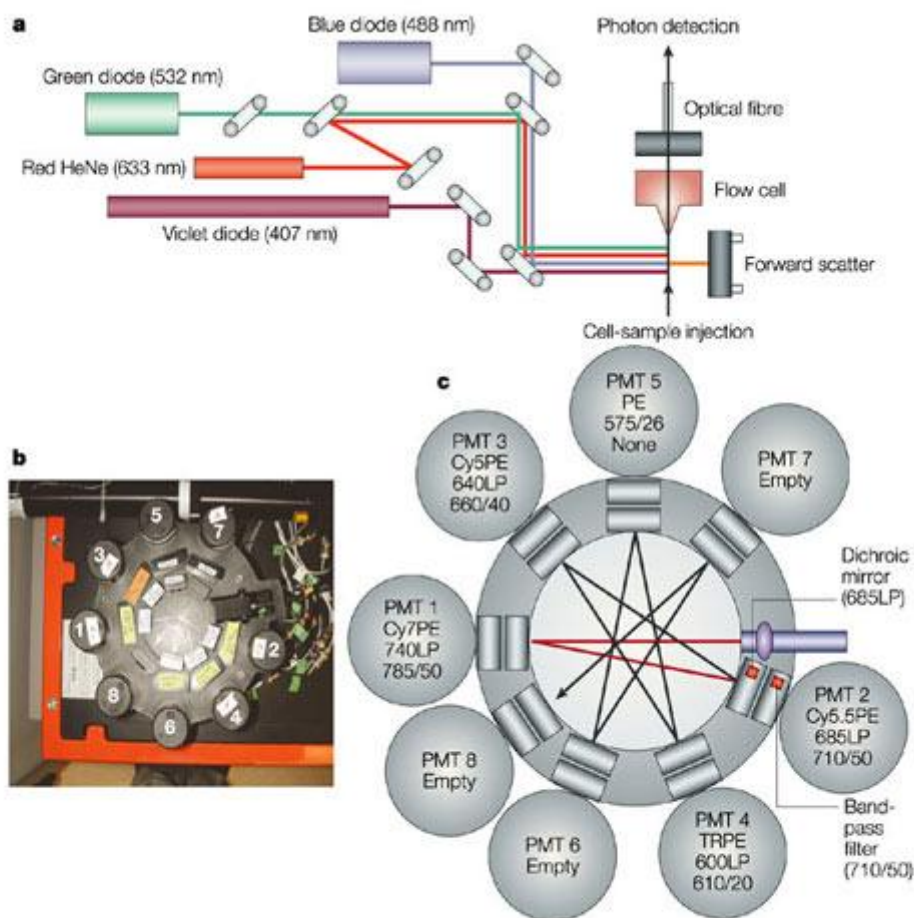 a
Blue diode (488 nm)
Photon detection
Green diode (532 nm)
Optical fibre
Red HeNe (633 nm)
Flow cell
Violet diode (407 nm)
Forward scatter
Cell-sample injection
b
5
7
3
1
2
8
4
6
c
PMT 5
PE
575/26
None
PMT 3
Cy5PE
640LP
660/40
PMT 7
Empty
Dichroic
mirror
(685LP)
PMT 1
Cy7PE
740LP
785/50
PMT 2
Cy5.5PE
685LP
710/50
PMT 8
Empty
PMT 6
Empty
PMT 4
TRPE
600LP
610/20
Band-
pass
filter
(710/50)